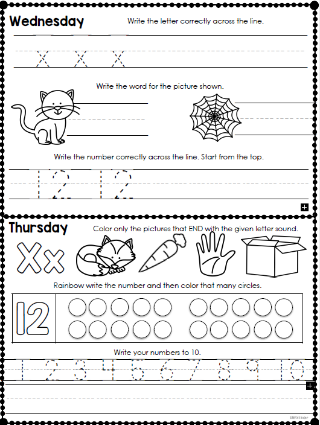 Wednesday
Write the letter correctly across the line.
x x x
Write the word for the picture shown.
Write the number correctly across the line. Start from the top.
12 12
Thursday
Color only the pictures that END with the given letter sound.
Xx
Rainbow write the number and then color that many circles.
12
Write your numbers to 10.
1 2 3 4 5 6 7 8 9 10